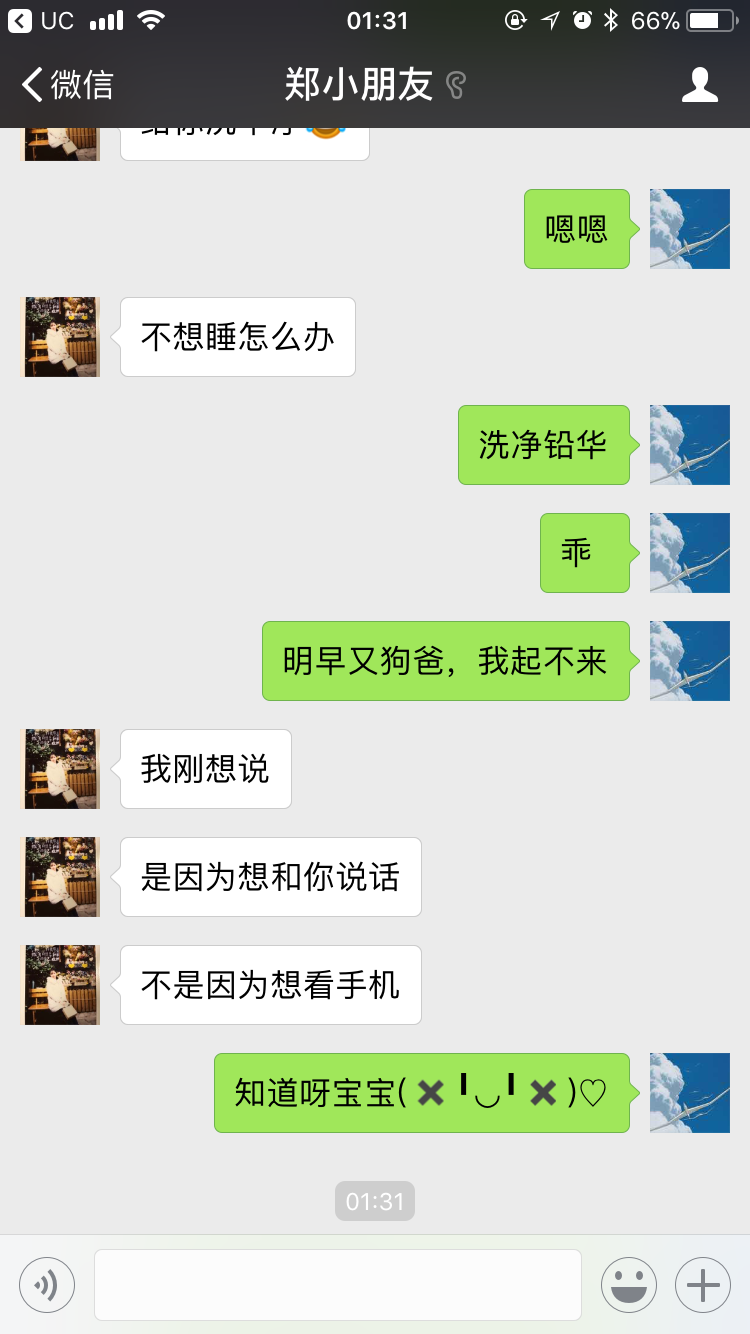 UC 01:31 66%
微信 郑小朋友
嗯嗯
不想睡怎么办
洗净铅华
乖
明早又狗爸，我起不来
我刚想说
是因为想和你说话
不是因为想看手机
知道呀宝宝(✖╹◡╹✖)♡
01:31